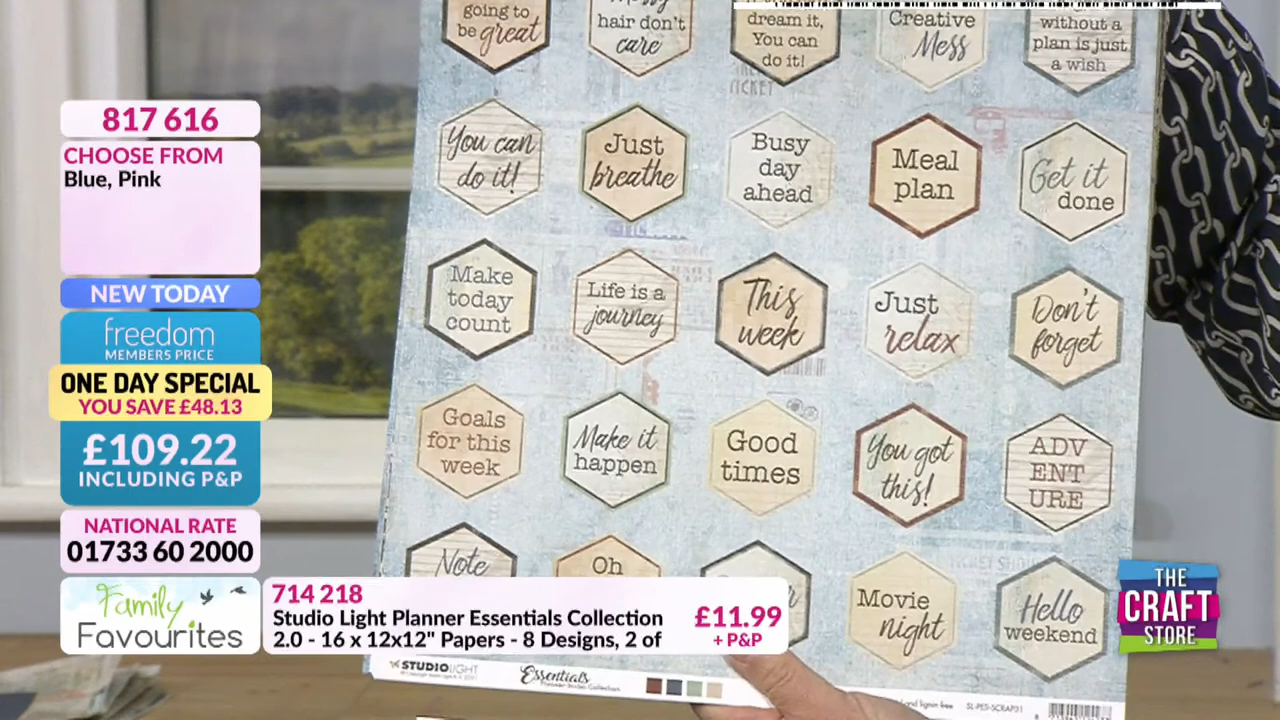 817 616
CHOOSE FROM
Blue, Pink
NEW TODAY
freedom
MEMBERS PRICE
ONE DAY SPECIAL
YOU SAVE £48.13
£109.22
INCLUDING P&P
NATIONAL RATE
01733 60 2000
Family
Favourites
714 218
Studio Light Planner Essentials Collection
2.0 - 16 x 12x12" Papers - 8 Designs, 2 of
£11.99
+ P&P
THE
CRAFT
STORE
going to
be great
hair don't
care
dream it,
You can
do it!
Creative
Mess
without a
plan is just
a wish
You can
do it!
Just
breathe
Busy
day
ahead
Meal
plan
Get it
done
Make
today
count
Life is a
journey
This
week
Just
relax
Don't
forget
Goals
for this
week
Make it
happen
Good
times
You got
this!
ADV
ENT
URE
Note
Oh
Movie
night
Hello
weekend
STUDIOLIGHT
Essentials